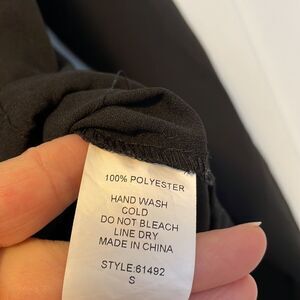 100% POLYESTER
HAND WASH
COLD
DO NOT BLEACH
LINE DRY
MADE IN CHINA
STYLE:61492
S